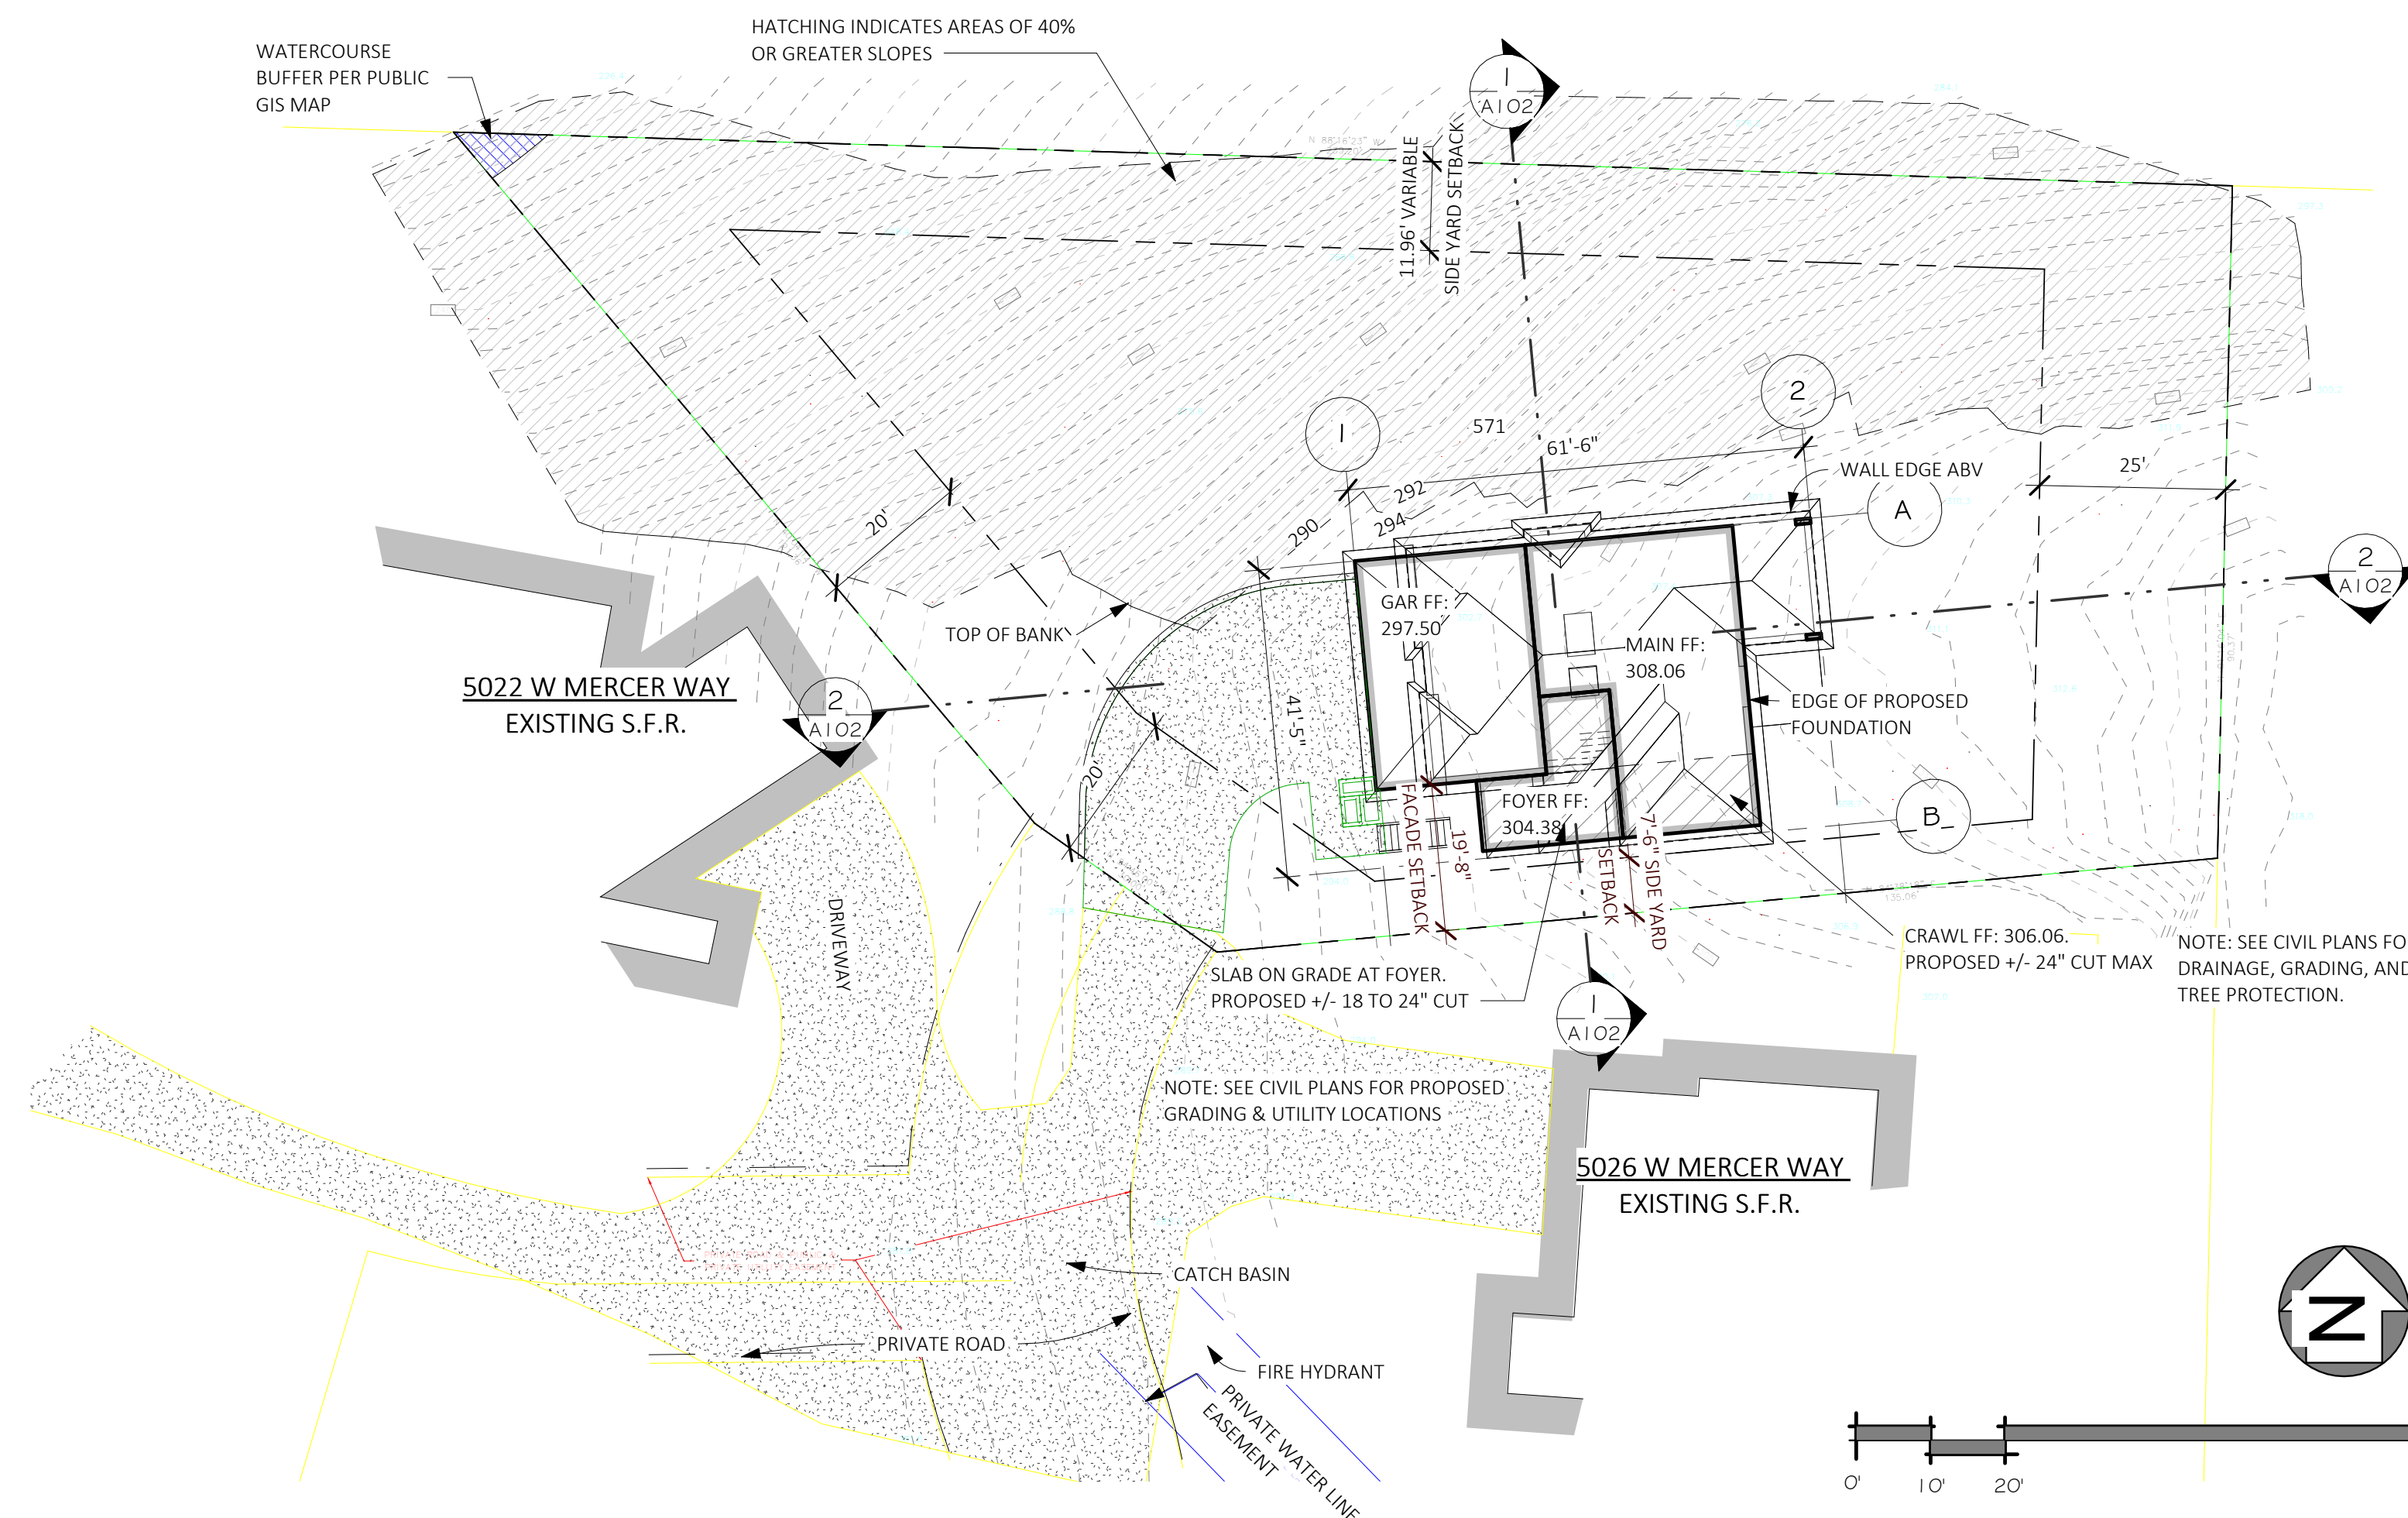 HATCHING INDICATES AREAS OF 40%
OR GREATER SLOPES
WATERCOURSE
BUFFER PER PUBLIC
GIS MAP
1
A102
11.96' VARIABLE
SIDE YARD SETBACK
2
1
571
61'-6"
WALL EDGE ABV
A
25'
292
290
294
20'
2
A102
GAR FF:
297.50'
TOP OF BANK
MAIN FF:
308.06
5022 W MERCER WAY
EXISTING S.F.R.
2
A102
EDGE OF PROPOSED
FOUNDATION
41'-5"
20'
FOYER FF:
304.38
B
FACADE SETBACK
19'-8"
7'-6" SIDE YARD
SETBACK
135.06'
90.37'
DRIVEWAY
CRAWL FF: 306.06.
PROPOSED +/- 24" CUT MAX
NOTE: SEE CIVIL PLANS FO
DRAINAGE, GRADING, AND
TREE PROTECTION.
SLAB ON GRADE AT FOYER.
PROPOSED +/- 18 TO 24" CUT
1
A102
NOTE: SEE CIVIL PLANS FOR PROPOSED
GRADING & UTILITY LOCATIONS
5026 W MERCER WAY
EXISTING S.F.R.
CATCH BASIN
PRIVATE ROAD
FIRE HYDRANT
PRIVATE WATER LINE
EASEMENT
N
0'
10'
20'